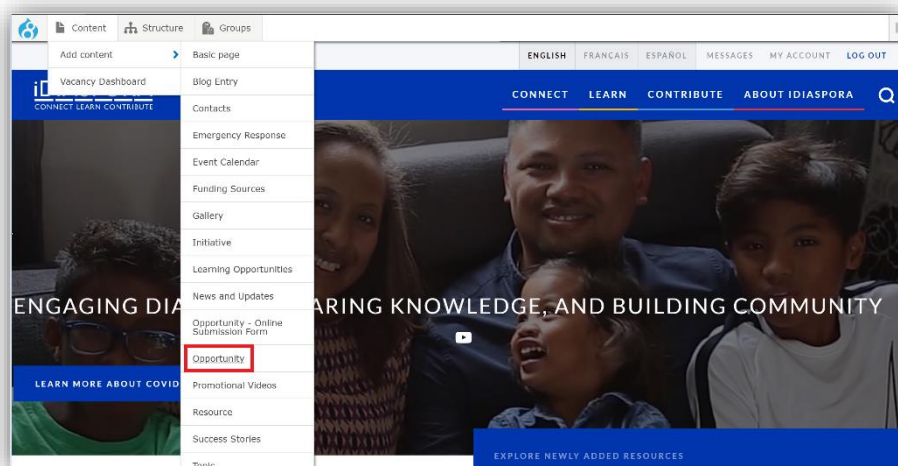 Content Structure Groups
Add content
Vacancy Dashboard
Basic page
Blog Entry
Contacts
Emergency Response
Event Calendar
Funding Sources
Gallery
Initiative
Learning Opportunities
News and Updates
Opportunity - Online
Submission Form
Opportunity
Promotional Videos
Resource
Success Stories
Topic
ENGLISH FRANÇAIS ESPAÑOL MESSAGES MY ACCOUNT LOG OUT
CONNECT LEARN CONTRIBUTE
CONNECT LEARN CONTRIBUTE ABOUT IDIASPORA
ENGAGING DIA ARING KNOWLEDGE, AND BUILDING COMMUNITY
LEARN MORE ABOUT COVID
EXPLORE NEWLY ADDED RESOURCES